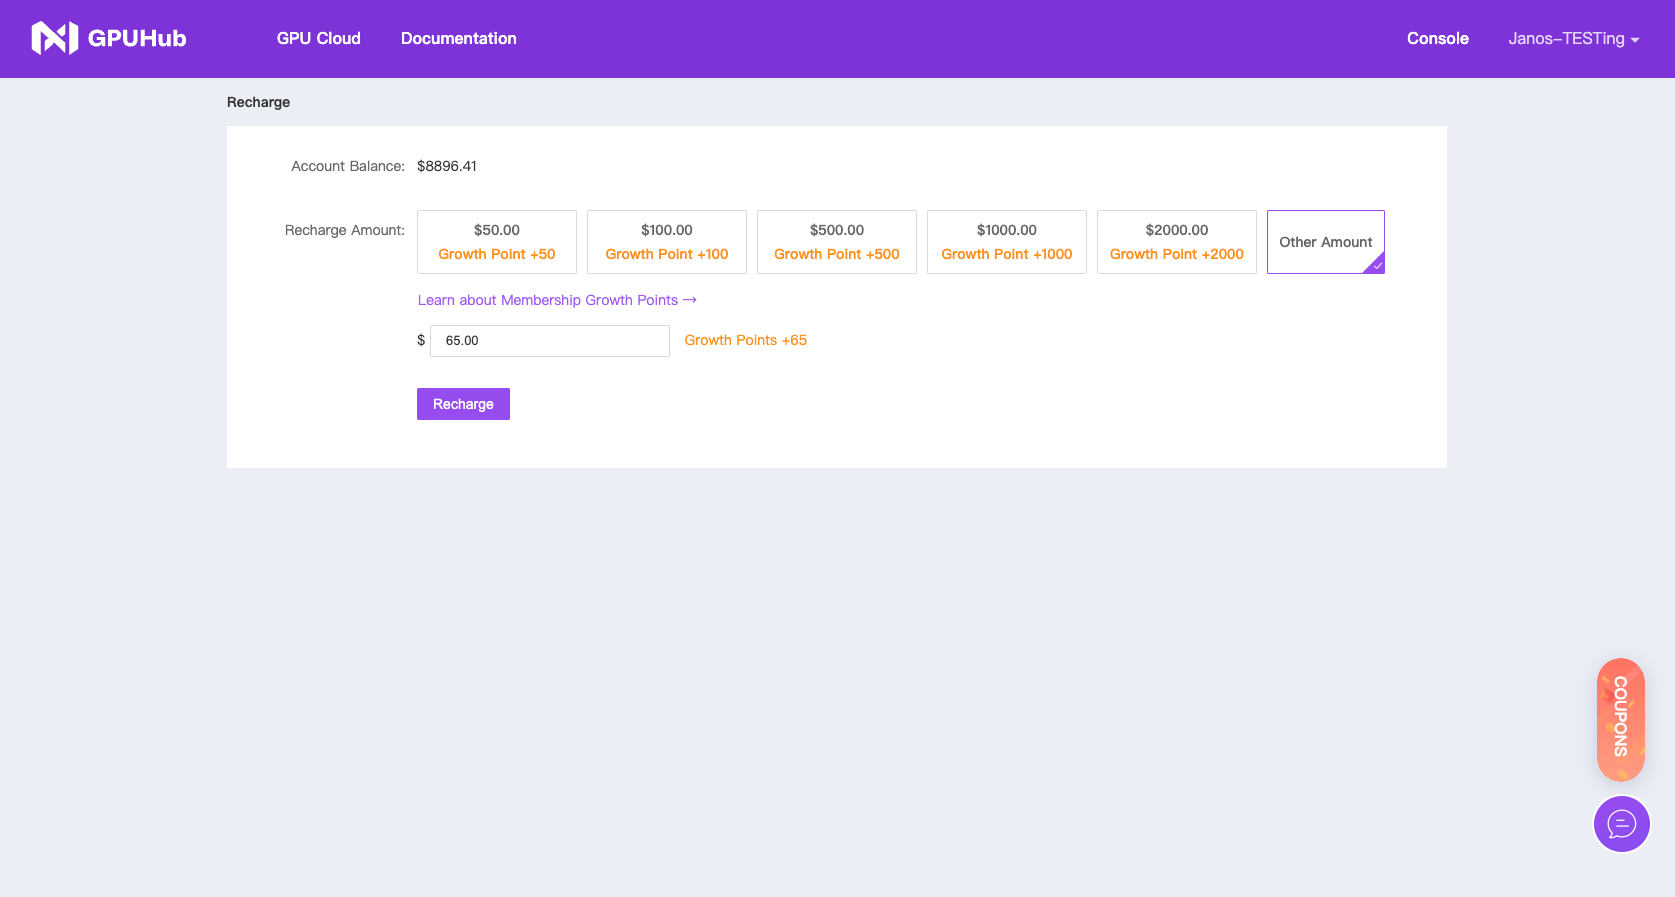 GPUHub
GPU Cloud
Documentation
Console
Janos-TESTing
Recharge
Account Balance: $8896.41
Recharge Amount:
$50.00
Growth Point +50
$100.00
Growth Point +100
$500.00
Growth Point +500
$1000.00
Growth Point +1000
$2000.00
Growth Point +2000
Other Amount
Learn about Membership Growth Points →
$ 65.00 Growth Points +65
Recharge
COUPONS